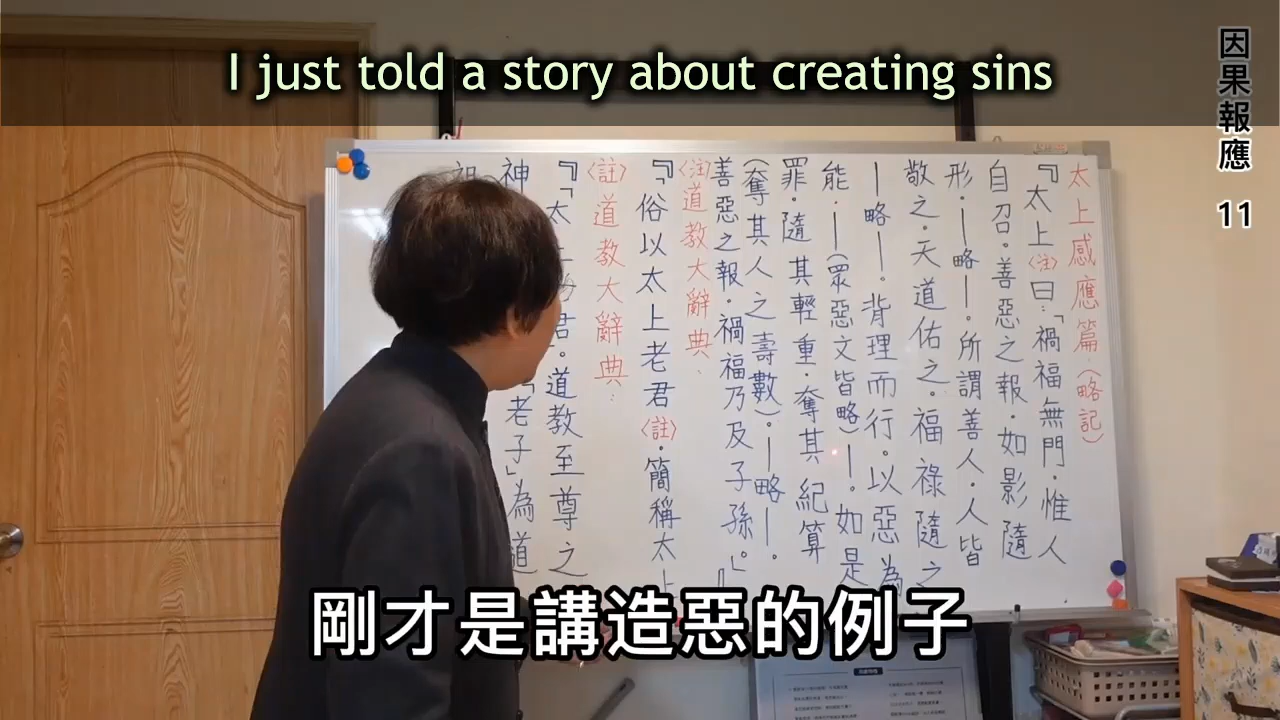 I just told a story about creating sins
因果報應 11
太上感應篇(略記)
『太上〈注〉曰:「禍福無門.惟人
自召.善惡之報.如影隨
形.—略—。所謂善人.人皆
敬之.天道佑之.福祿隨之
—略—。背理而行.以惡為
能.—(眾惡文皆略)—。如是
罪.隨其輕重.奪其紀算
(奪其人之壽數)。—略—。
善惡之報.禍福乃及子孫。」』
〈注〉道教大辭典.
『「俗以太上老君〈註〉.簡稱太上
〈註〉道教大辭典:
『「太上
君.道教至尊之
神
「老子」為道
祖
剛才是講造惡的例子